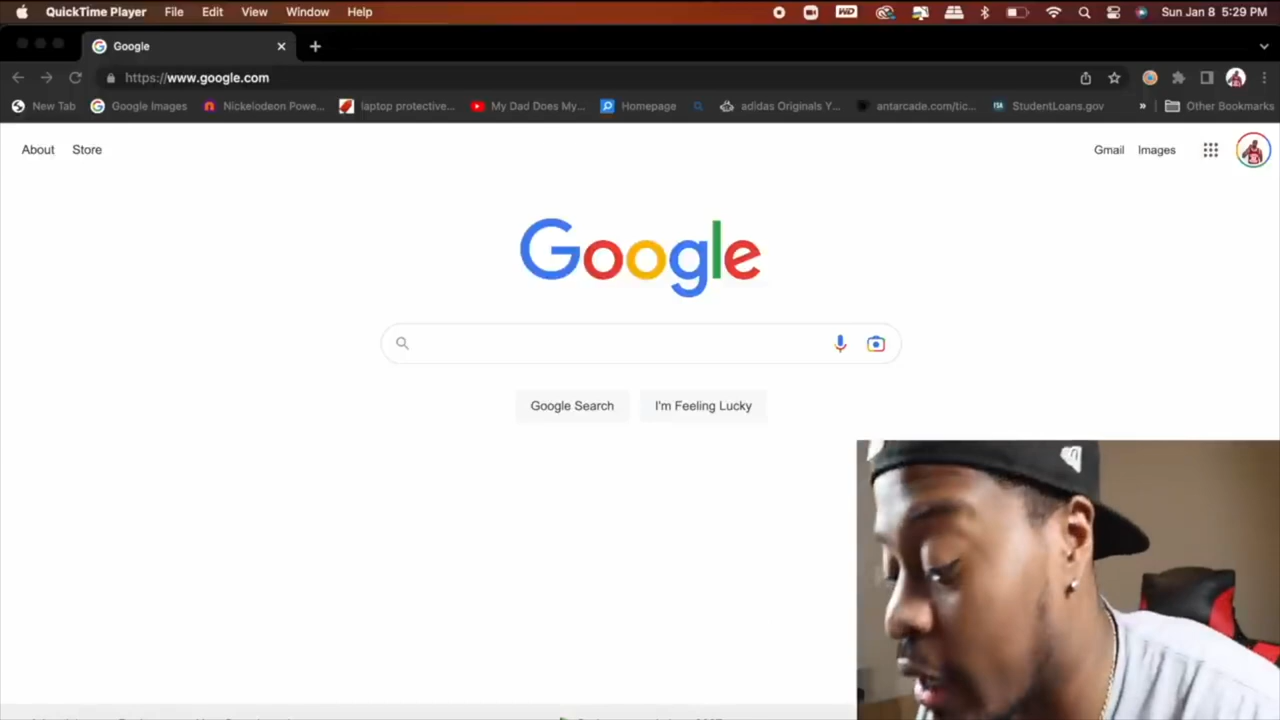 QuickTime Player File Edit View Window Help WD Sun Jan 8 5:29 PM
Google
https://www.google.com
New Tab Google Images Nickelodeon Powe... laptop protective... My Dad Does My... Homepage adidas Originals Y... antarcade.com/tic... StudentLoans.gov » Other Bookmarks
About Store Gmail Images
Google
Google Search I'm Feeling Lucky